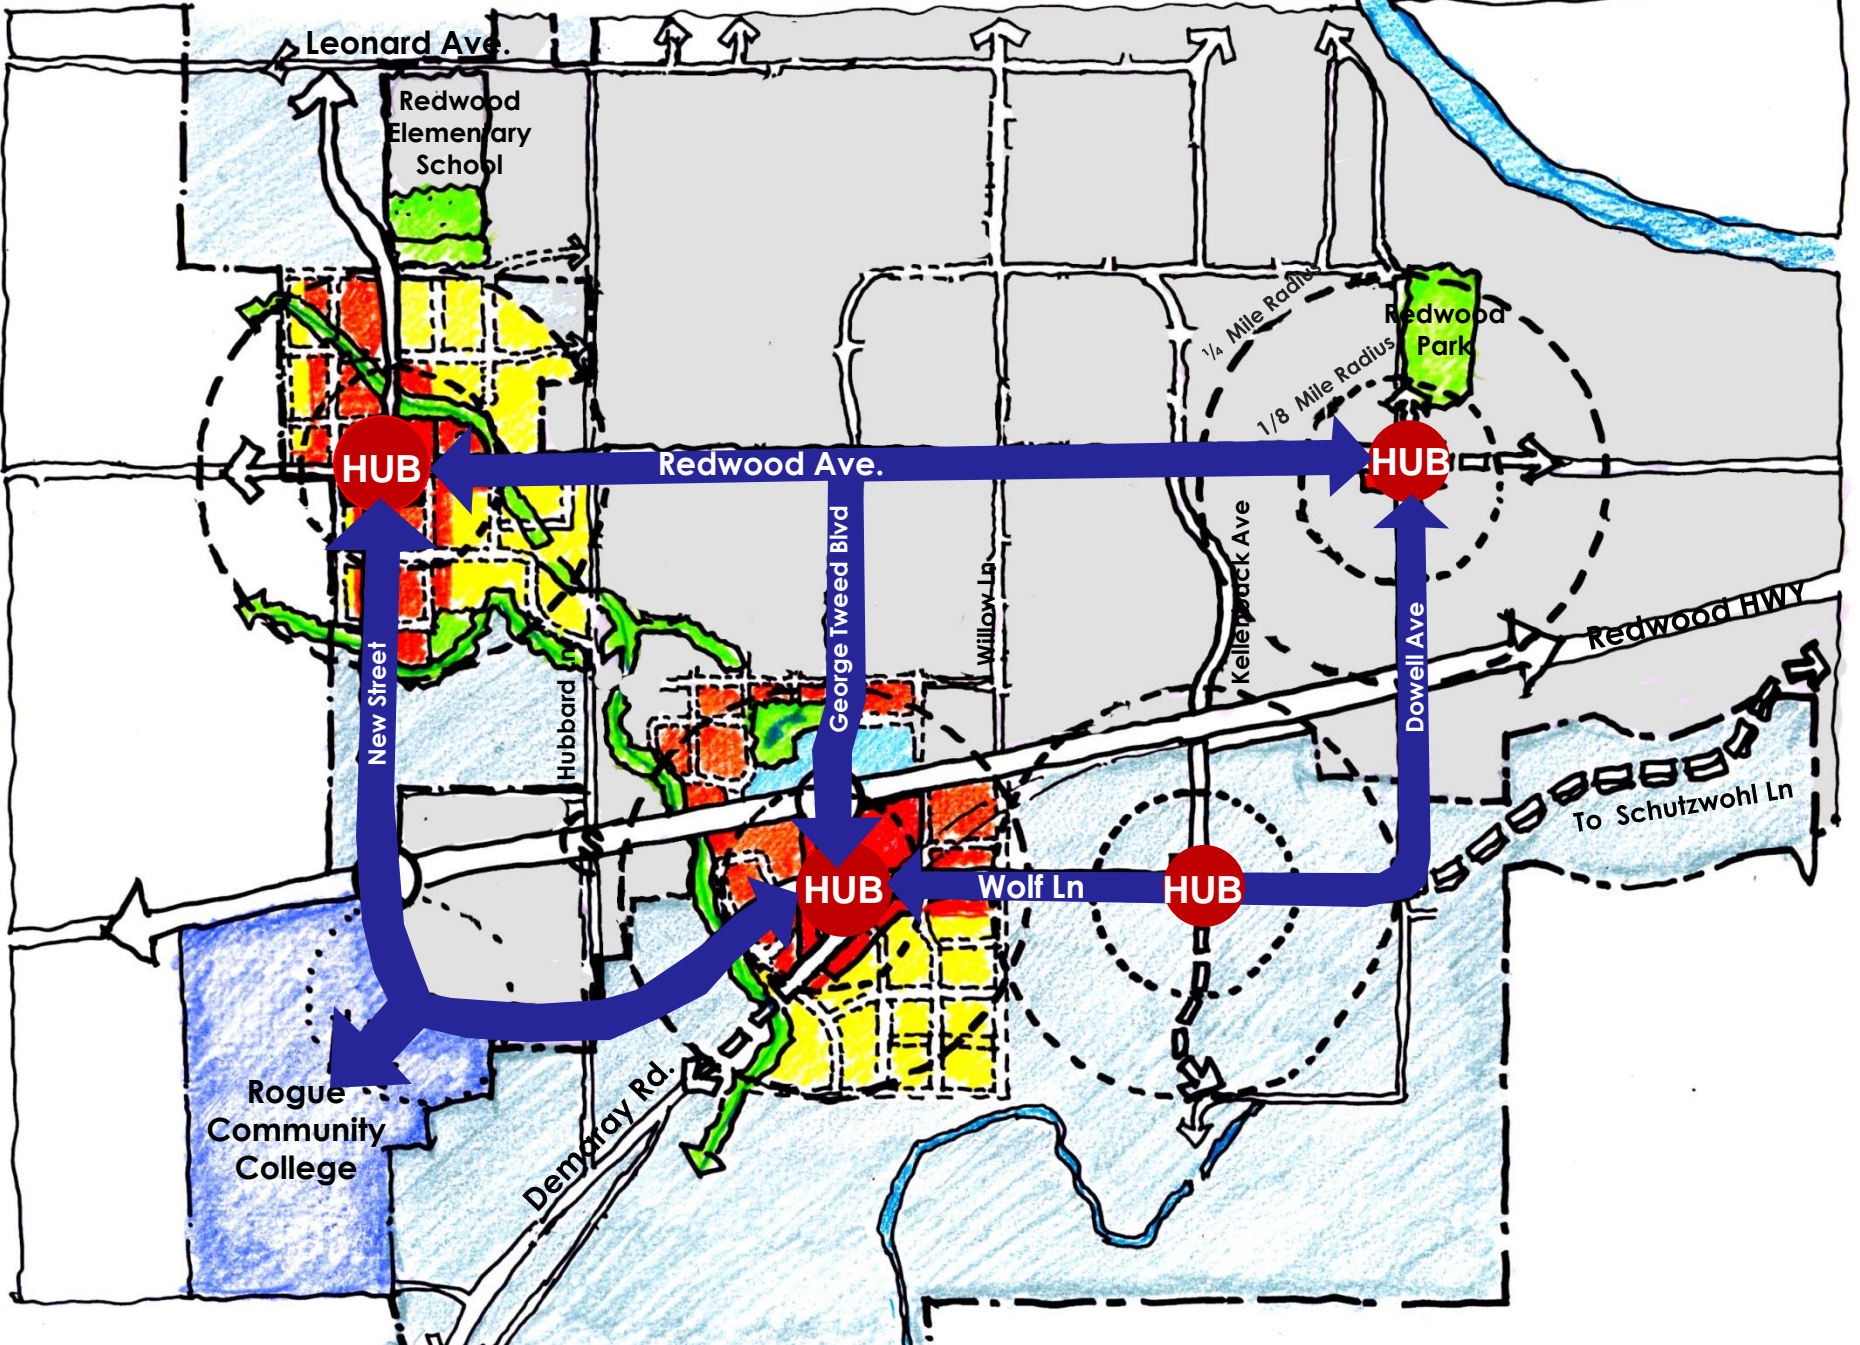 Leonard Ave.
Redwood
Elementary
School
¼ Mile Radius
1/8 Mile Radius
Redwood
Park
HUB
Redwood Ave.
HUB
George Tweed Blvd
Willow Ln
Kellenback Ave
Dowell Ave
Redwood HWY
New Street
Hubbard Ln
To Schutzwohl Ln
HUB
Wolf Ln
HUB
Demaray Rd.
Rogue
Community
College